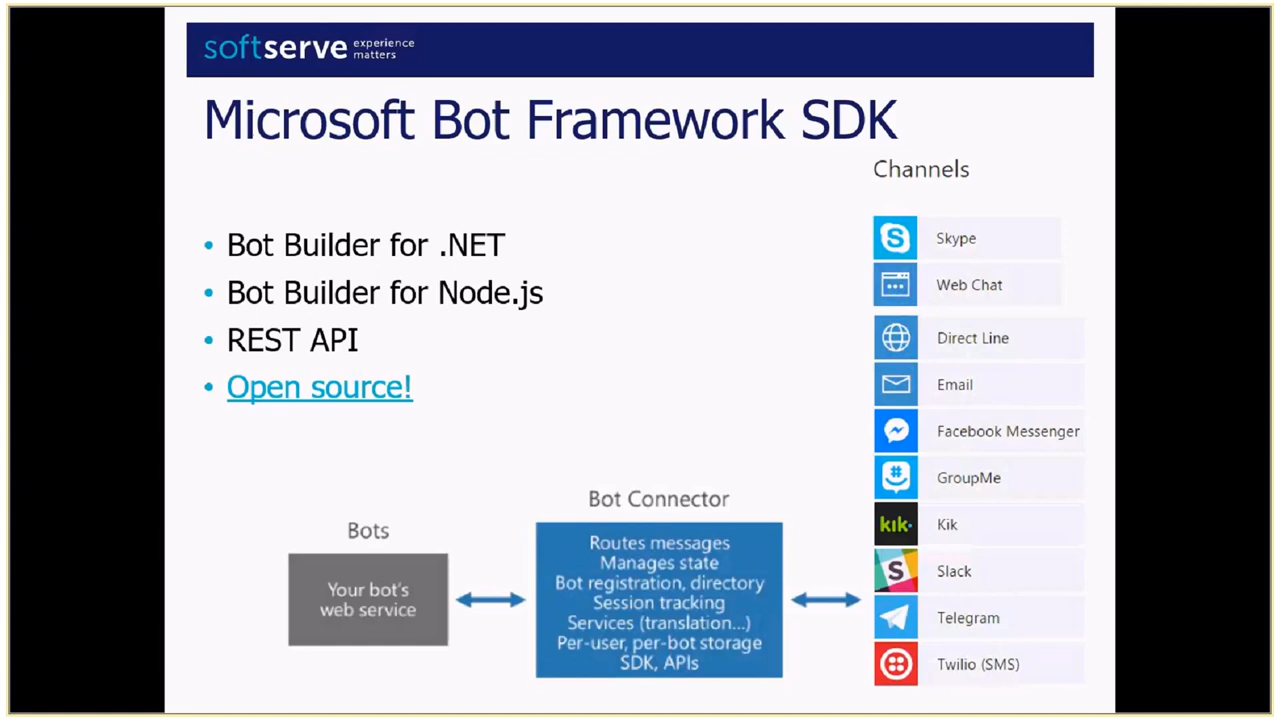 softserve experience matters
Microsoft Bot Framework SDK
Channels
• Bot Builder for .NET
• Bot Builder for Node.js
• REST API
• Open source!
Skype
Web Chat
Direct Line
Email
Facebook Messenger
GroupMe
kik.
Kik
Slack
Telegram
Twilio (SMS)
Bots
Your bot's
web service
Bot Connector
Routes messages
Manages state
Bot registration, directory
Session tracking
Services (translation...)
Per-user, per-bot storage
SDK, APIs